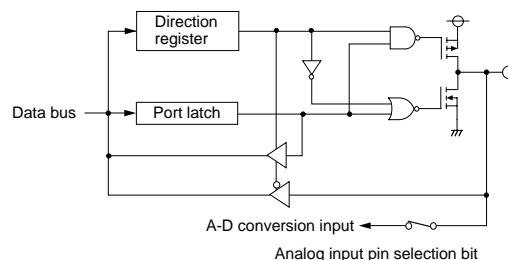 Direction
register
Data bus
Port latch
A-D conversion input
Analog input pin selection bit